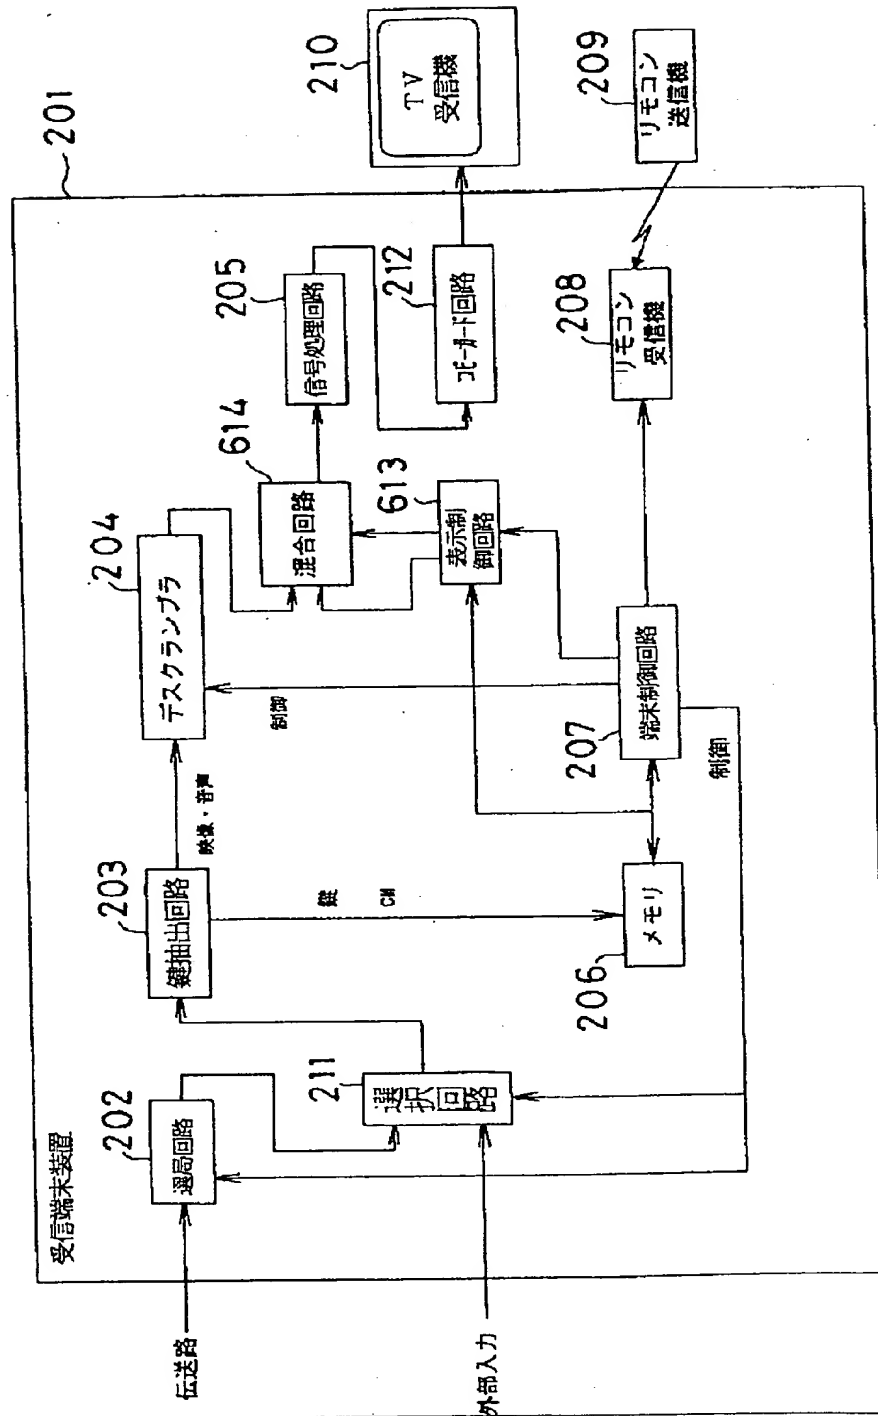 受信端末装置
201
伝送路
202
選局回路
203
鍵抽出回路
映像・音声
204
デスクランブラ
614
混合回路
205
信号処理回路
210
TV
受信機
外部入力
211
選択回路
鍵
CM
制御
613
表示制
御回路
212
コピーガード回路
206
メモリ
207
端末制御回路
制御
208
リモコン
受信機
209
リモコン
送信機